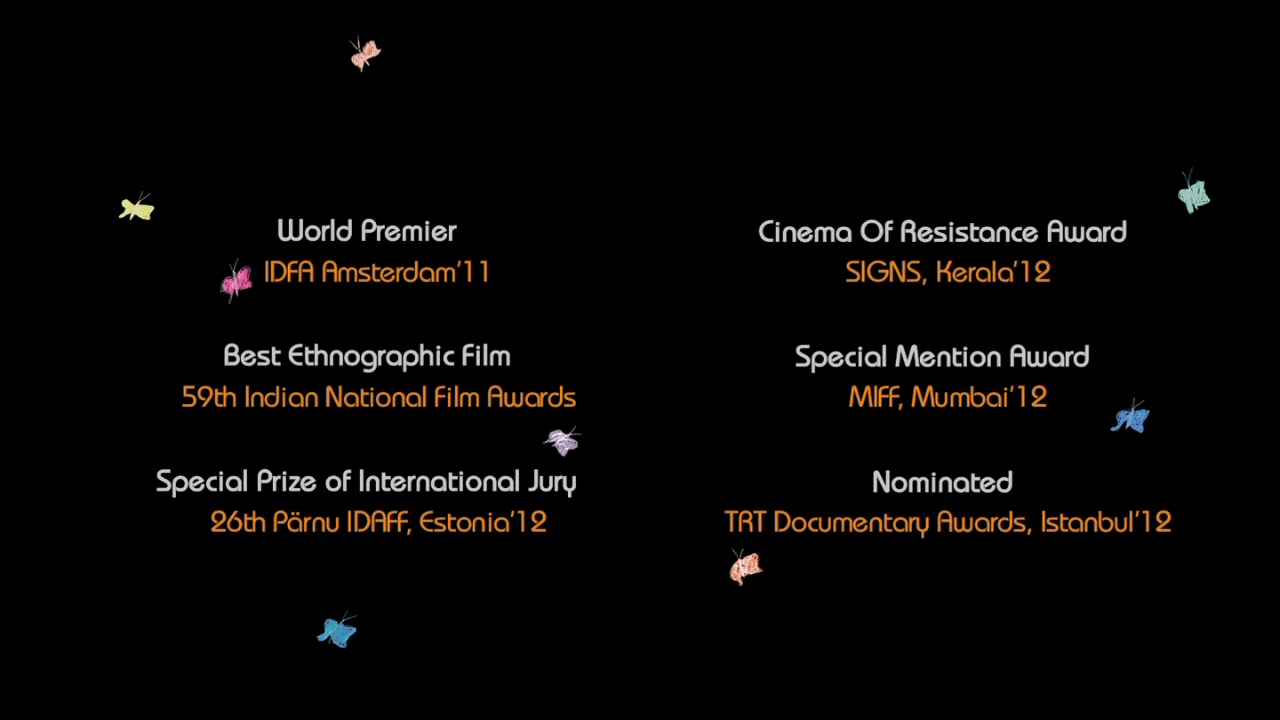 World Premier
IDFA Amsterdam'11
Best Ethnographic Film
59th Indian National Film Awards
Special Prize of International Jury
26th Pärnu IDAFF, Estonia'12
Cinema Of Resistance Award
SIGNS, Kerala'12
Special Mention Award
MIFF, Mumbai'12
Nominated
TRT Documentary Awards, Istanbul'12